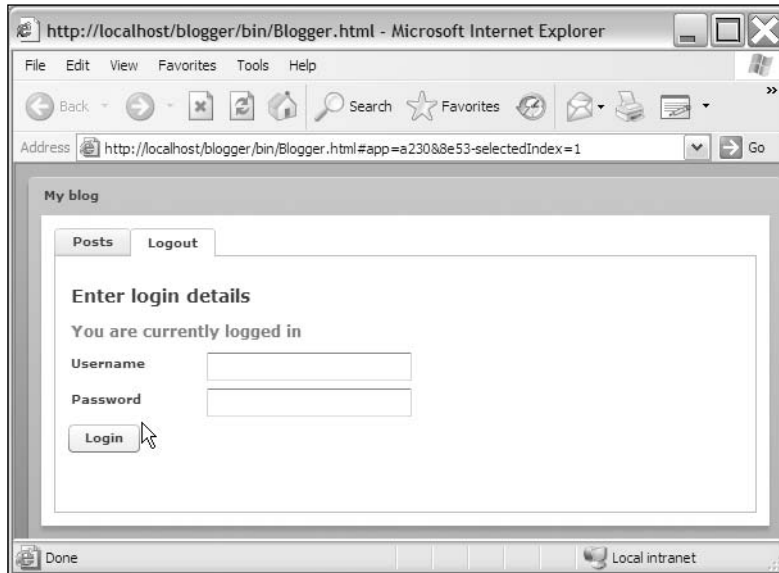 http://localhost/blogger/bin/Blogger.html - Microsoft Internet Explorer
File Edit View Favorites Tools Help
Back Search Favorites »
Address http://localhost/blogger/bin/Blogger.html#app=a230&8e53-selectedIndex=1 Go
My blog
Posts Logout
Enter login details
You are currently logged in
Username
Password
Login
Done Local intranet